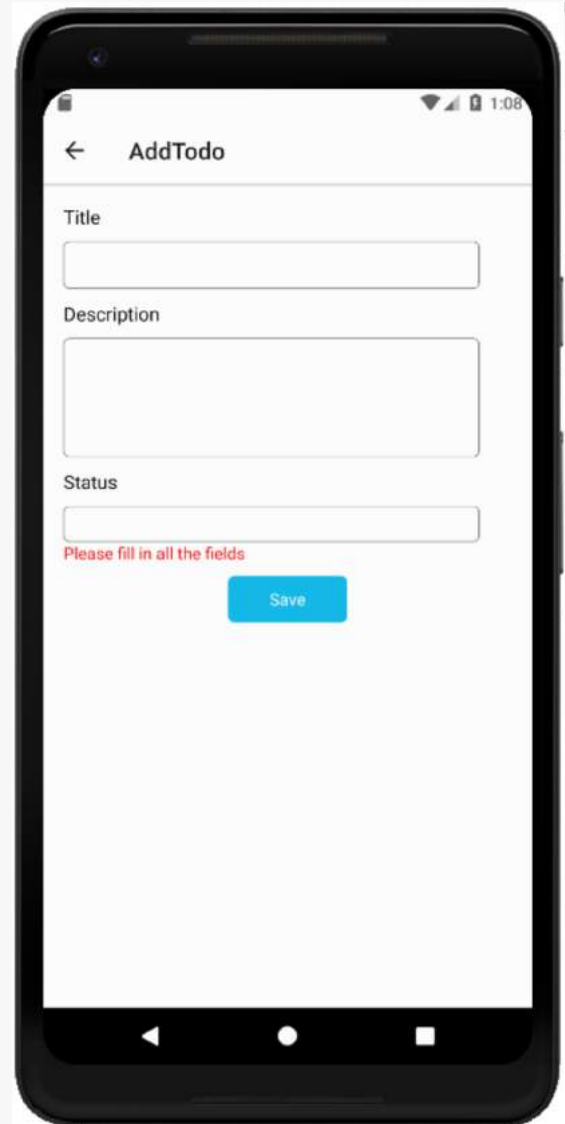 1:08
AddTodo
Title
Description
Status
Please fill in all the fields
Save